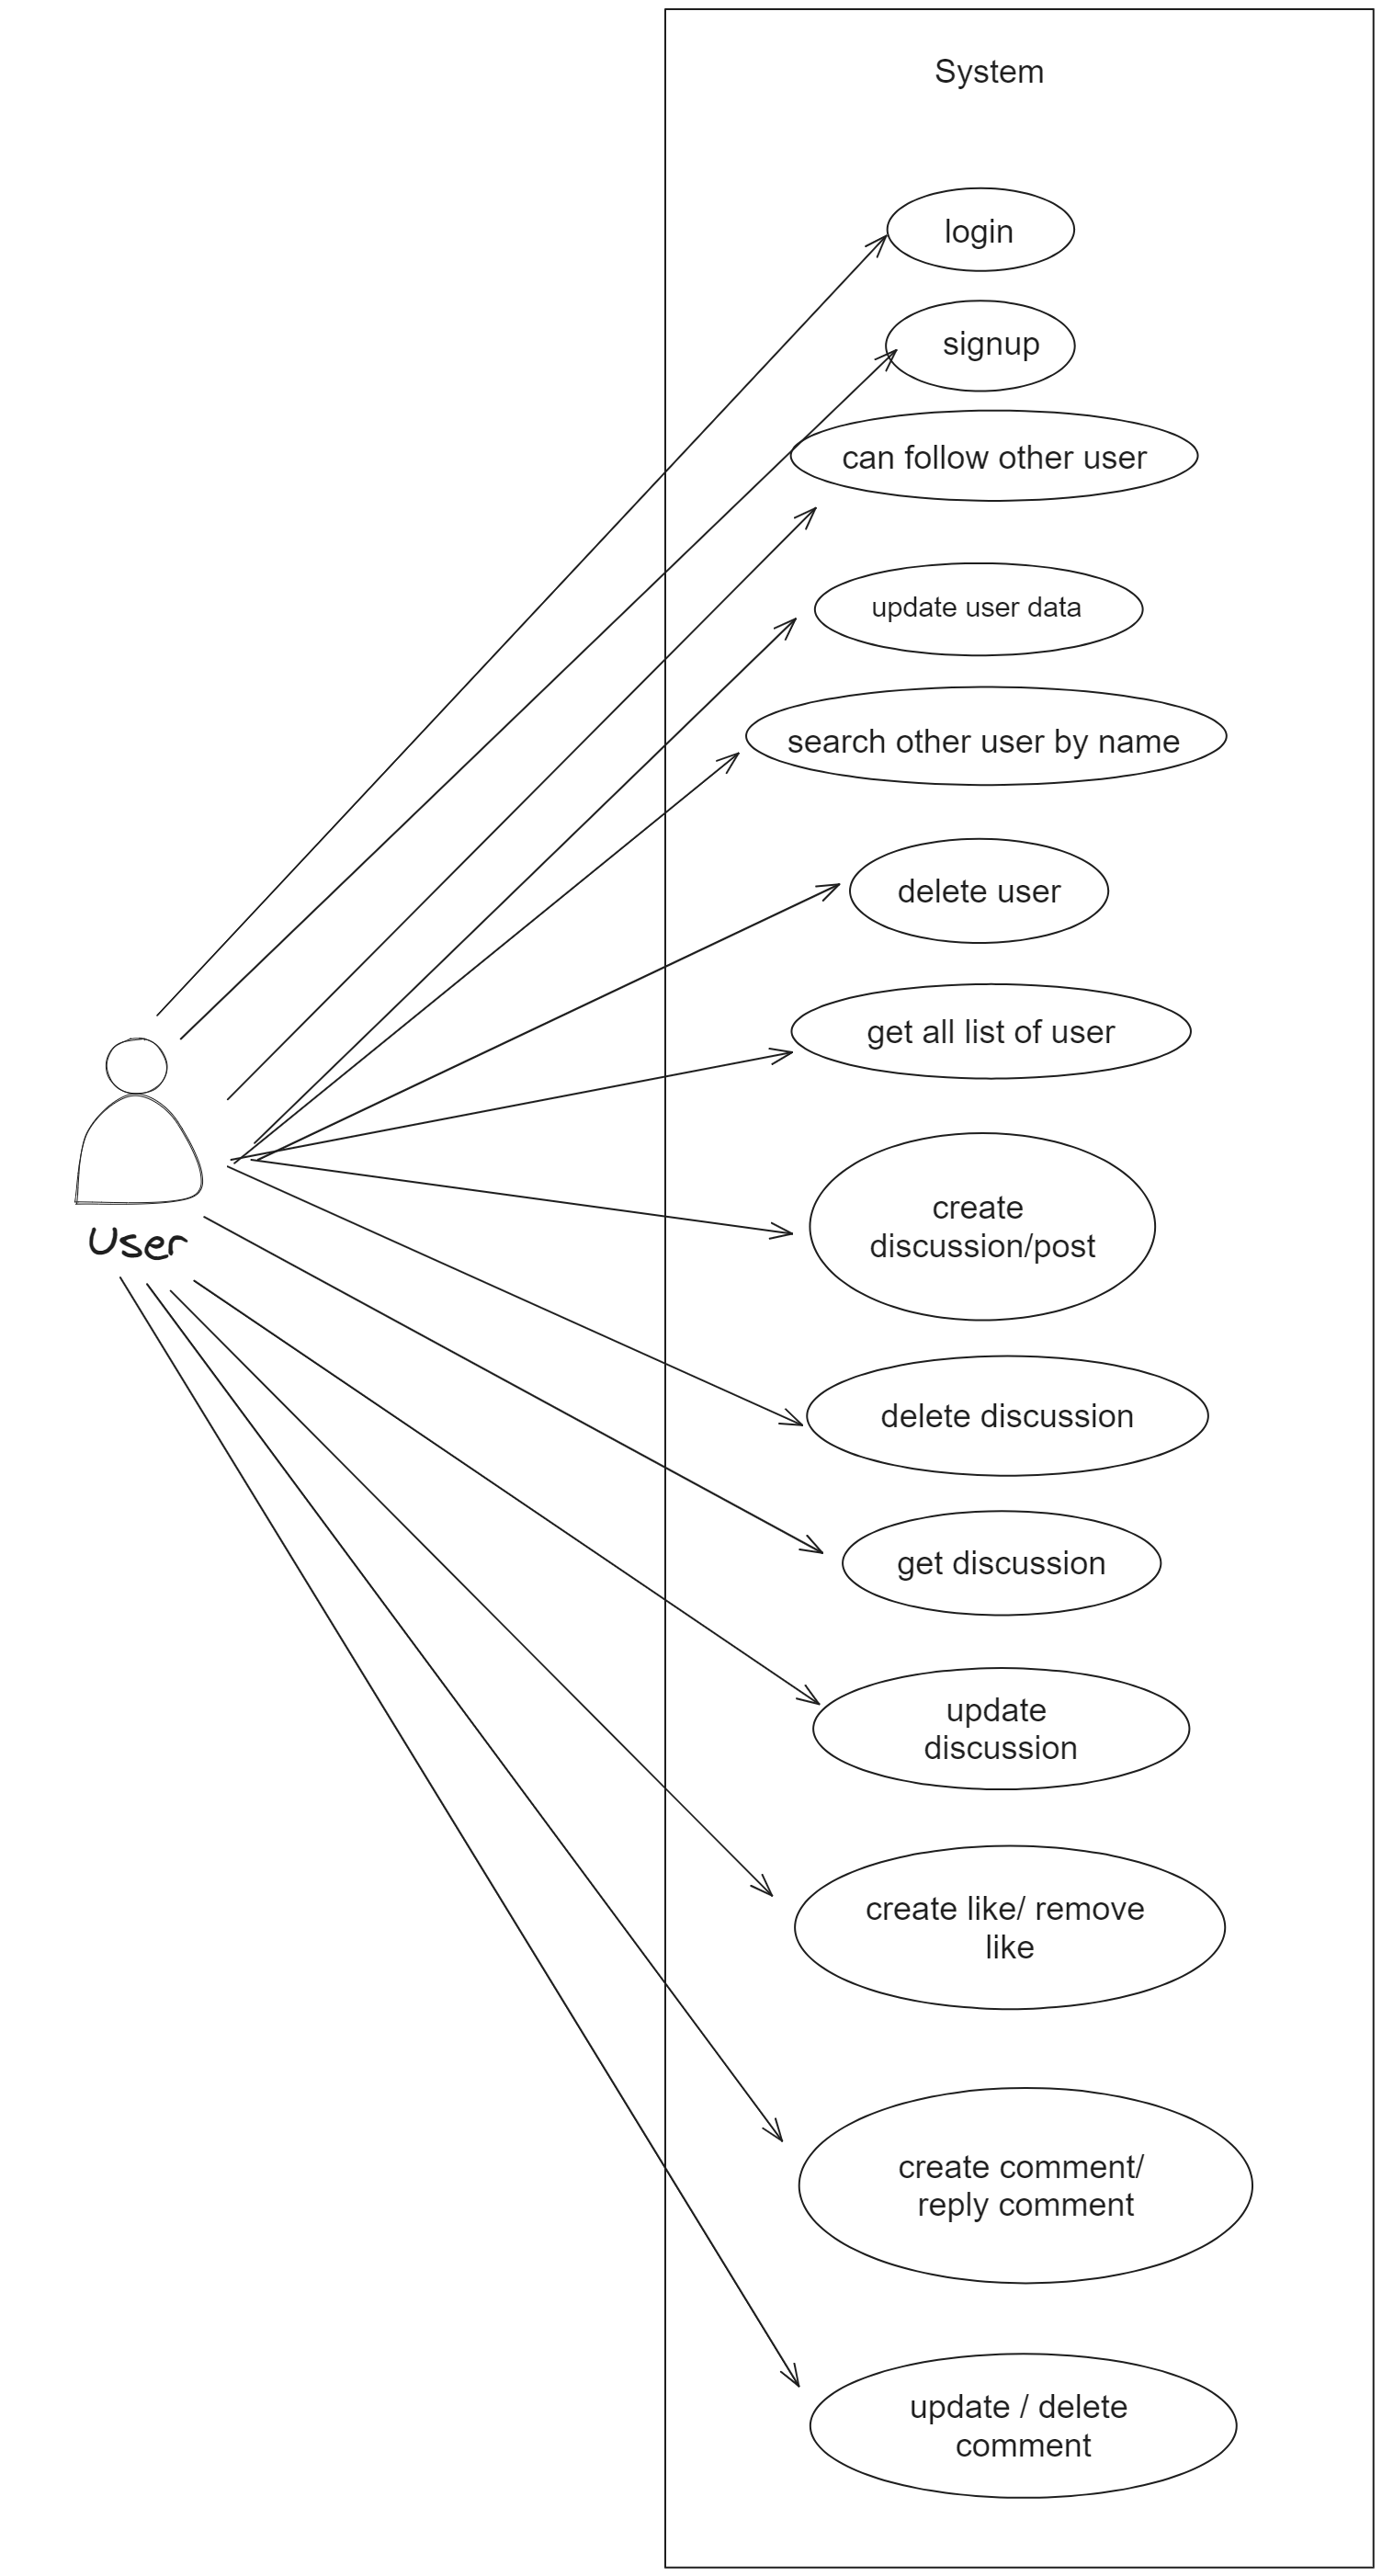 System
login
signup
can follow other user
update user data
search other user by name
delete user
get all list of user
create
discussion/post
User
delete discussion
get discussion
update
discussion
create like/ remove
like
create comment/
reply comment
update / delete
comment